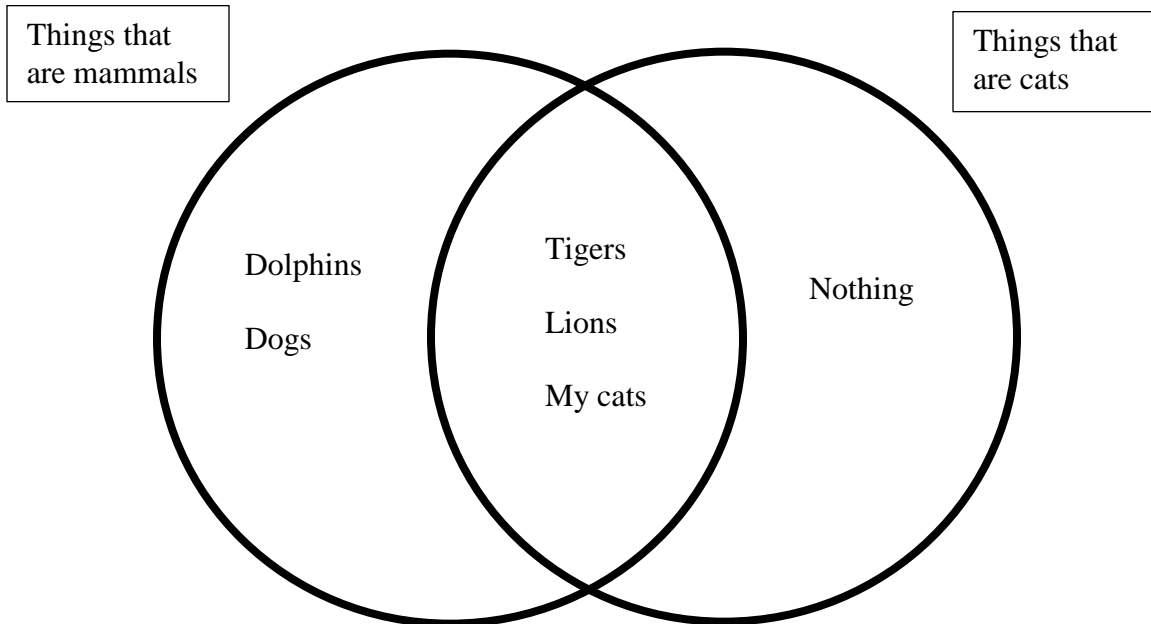 Things that
are mammals
Things that
are cats
Dolphins
Dogs
Tigers
Lions
My cats
Nothing